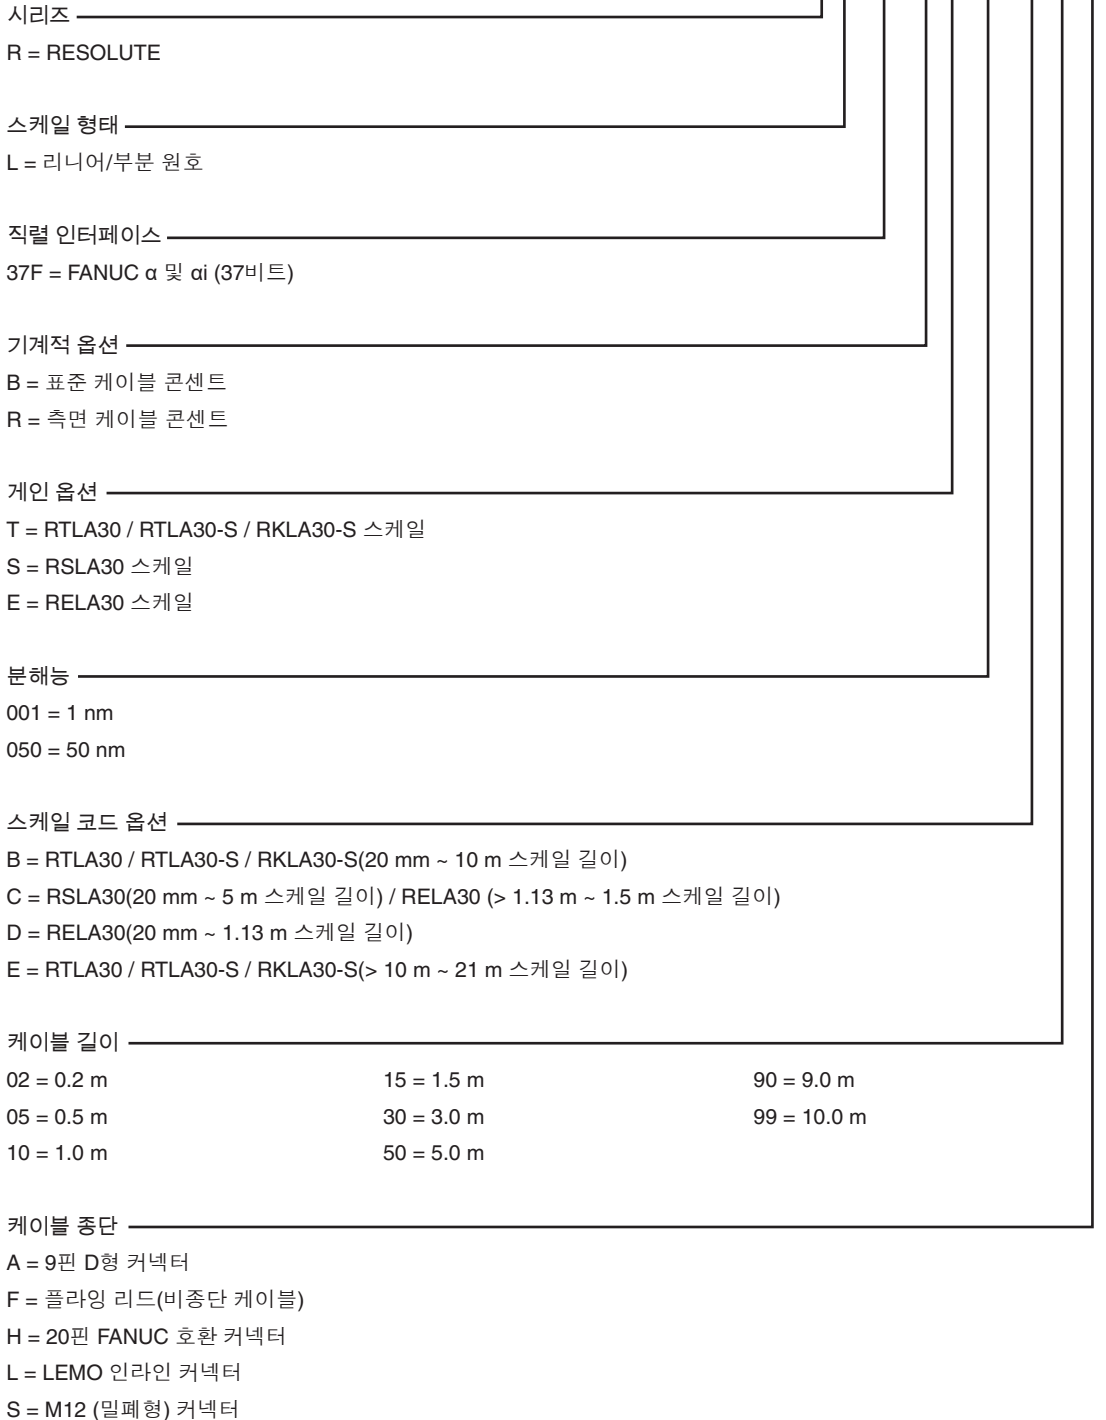 시리즈
R = RESOLUTE
스케일 형태
L = 리니어/부분 원호
직렬 인터페이스
37F = FANUC α 및 αi (37비트)
기계적 옵션
B = 표준 케이블 콘센트
R = 측면 케이블 콘센트
게인 옵션
T = RTLA30 / RTLA30-S / RKLA30-S 스케일
S = RSLA30 스케일
E = RELA30 스케일
분해능
001 = 1 nm
050 = 50 nm
스케일 코드 옵션
B = RTLA30 / RTLA30-S / RKLA30-S(20 mm ~ 10 m 스케일 길이)
C = RSLA30(20 mm ~ 5 m 스케일 길이) / RELA30 (> 1.13 m ~ 1.5 m 스케일 길이)
D = RELA30(20 mm ~ 1.13 m 스케일 길이)
E = RTLA30 / RTLA30-S / RKLA30-S(> 10 m ~ 21 m 스케일 길이)
케이블 길이
02 = 0.2 m 15 = 1.5 m 90 = 9.0 m
05 = 0.5 m 30 = 3.0 m 99 = 10.0 m
10 = 1.0 m 50 = 5.0 m
케이블 종단
A = 9핀 D형 커넥터
F = 플라잉 리드(비종단 케이블)
H = 20핀 FANUC 호환 커넥터
L = LEMO 인라인 커넥터
S = M12 (밀폐형) 커넥터